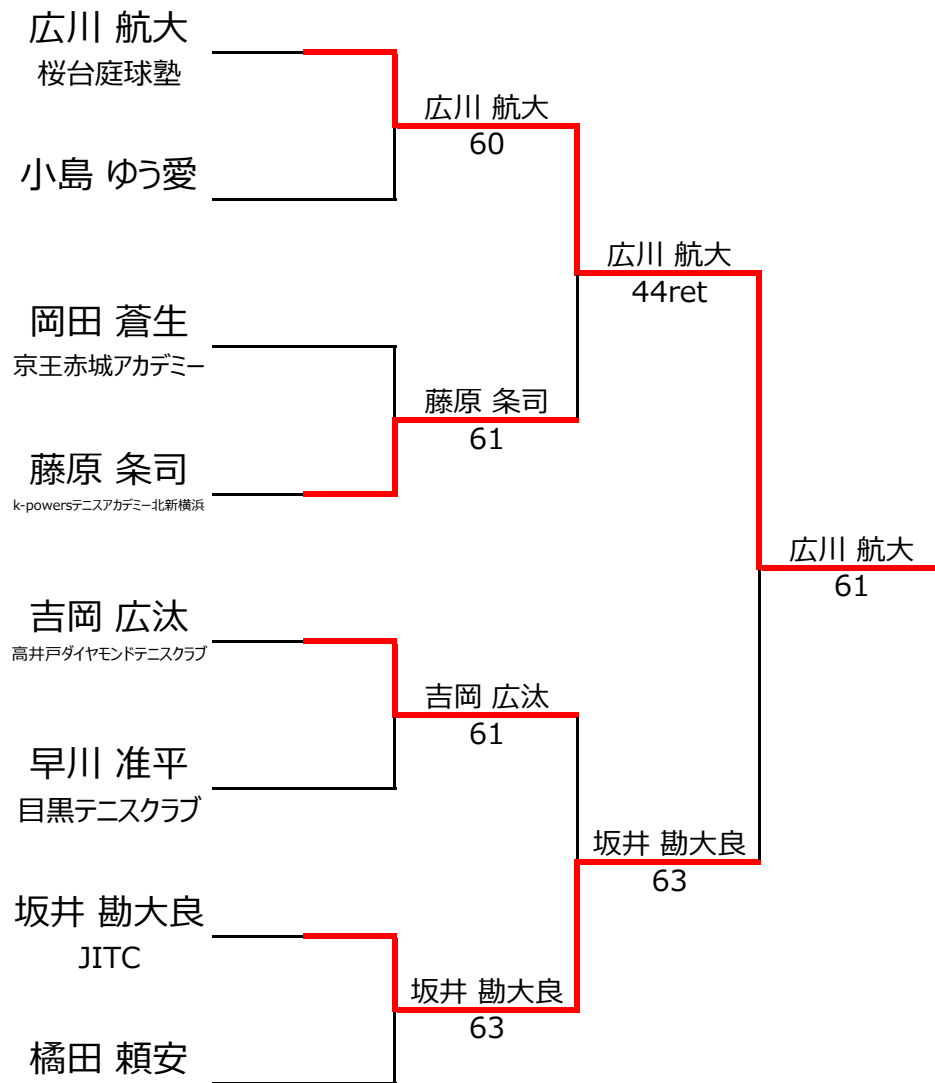 広川 航大
桜台庭球塾
小島 ゆう愛
岡田 蒼生
京王赤城アカデミー
藤原 条司
k-powersテニスアカデミー北新横浜
吉岡 広汰
高井戸ダイヤモンドテニスクラブ
早川 准平
目黒テニスクラブ
坂井 勘大良
JITC
橘田 頼安
広川 航大
60
藤原 条司
61
吉岡 広汰
61
坂井 勘大良
63
広川 航大
44ret
坂井 勘大良
63
広川 航大
61